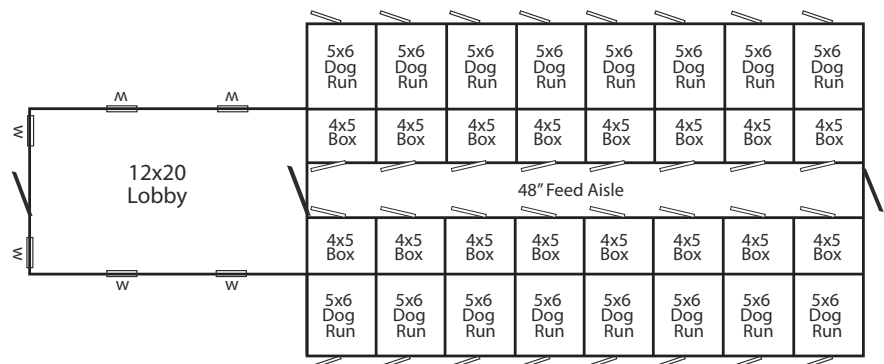 5x6 5x6 5x6 5x6 5x6 5x6 5x6 5x6
Dog Dog Dog Dog Dog Dog Dog Dog
Run Run Run Run Run Run Run Run
W W
4x5 4x5 4x5 4x5 4x5 4x5 4x5 4x5
Box Box Box Box Box Box Box Box
W
12x20
Lobby
48" Feed Aisle
W
4x5 4x5 4x5 4x5 4x5 4x5 4x5 4x5
Box Box Box Box Box Box Box Box
W W
5x6 5x6 5x6 5x6 5x6 5x6 5x6 5x6
Dog Dog Dog Dog Dog Dog Dog Dog
Run Run Run Run Run Run Run Run